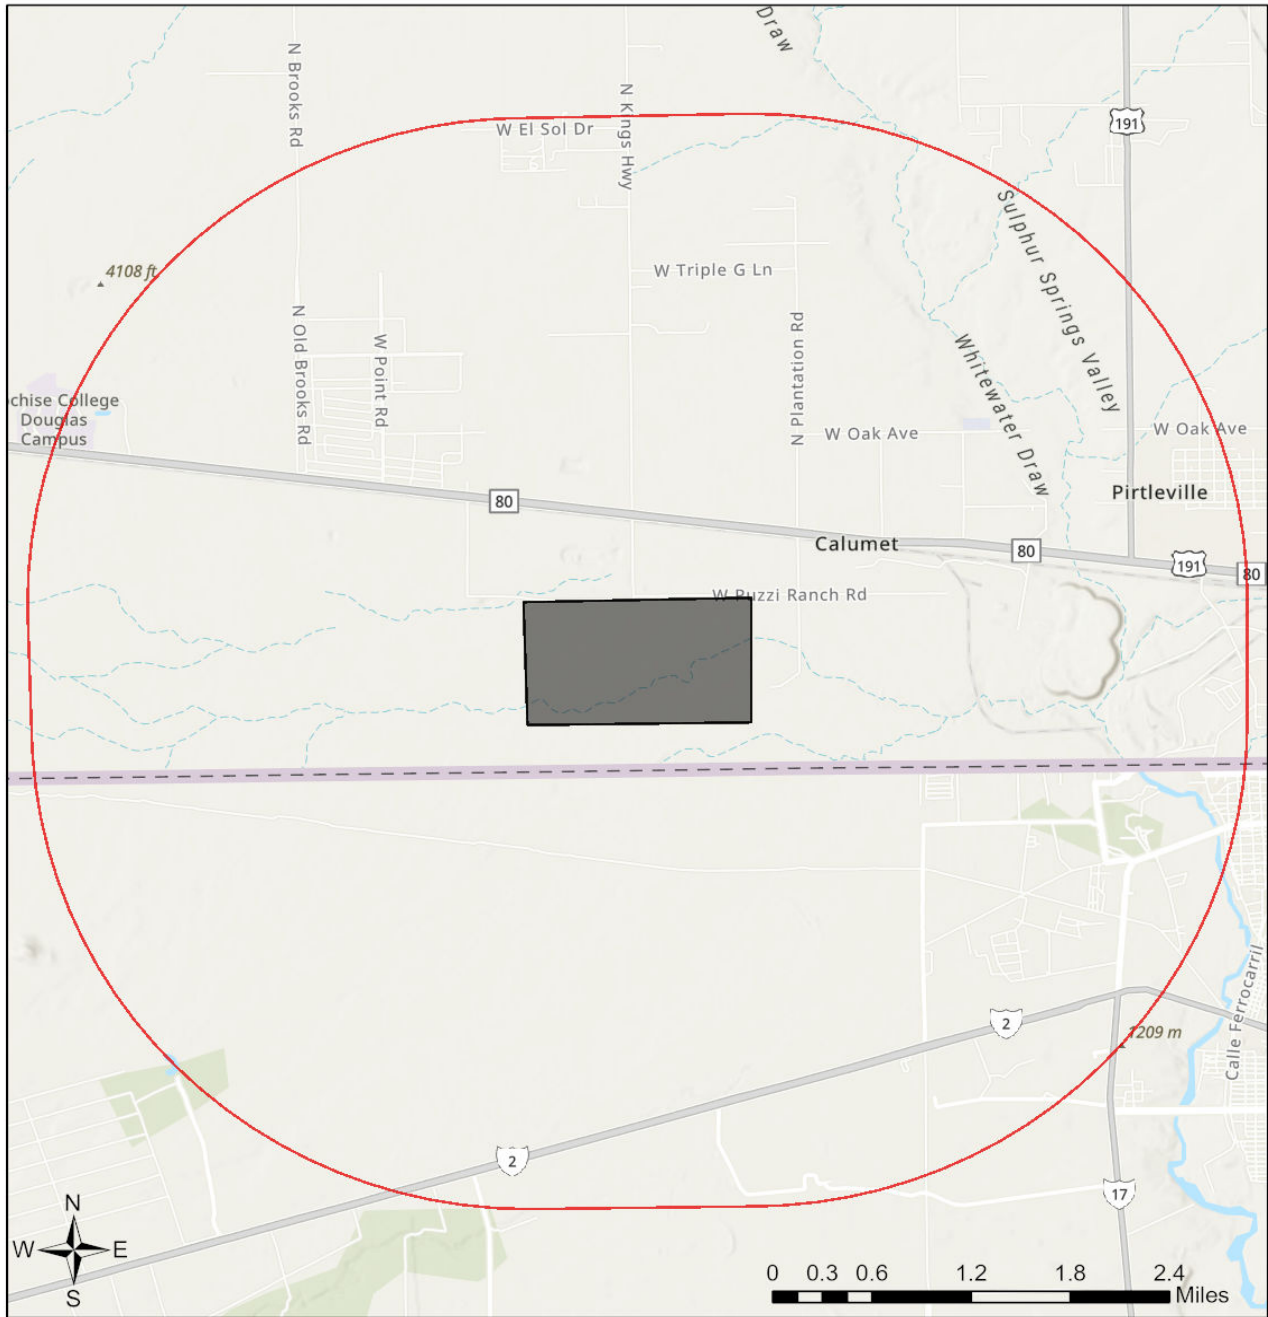 Draw
N Brooks Rd
N Kings Hwy
W El Sol Dr
191
Sulphur Springs Valley
4108 ft
W Triple G Ln
N Old Brooks Rd
W Point Rd
N Plantation Rd
Whitewater Draw
ochise College
Douglas
Campus
W Oak Ave
W Oak Ave
Pirtleville
80
Calumet
80
191
80
W Puzzi Ranch Rd
2
1209 m
Calle Ferrocarril
2
17
N
W E
S
0 0.3 0.6 1.2 1.8 2.4
Miles